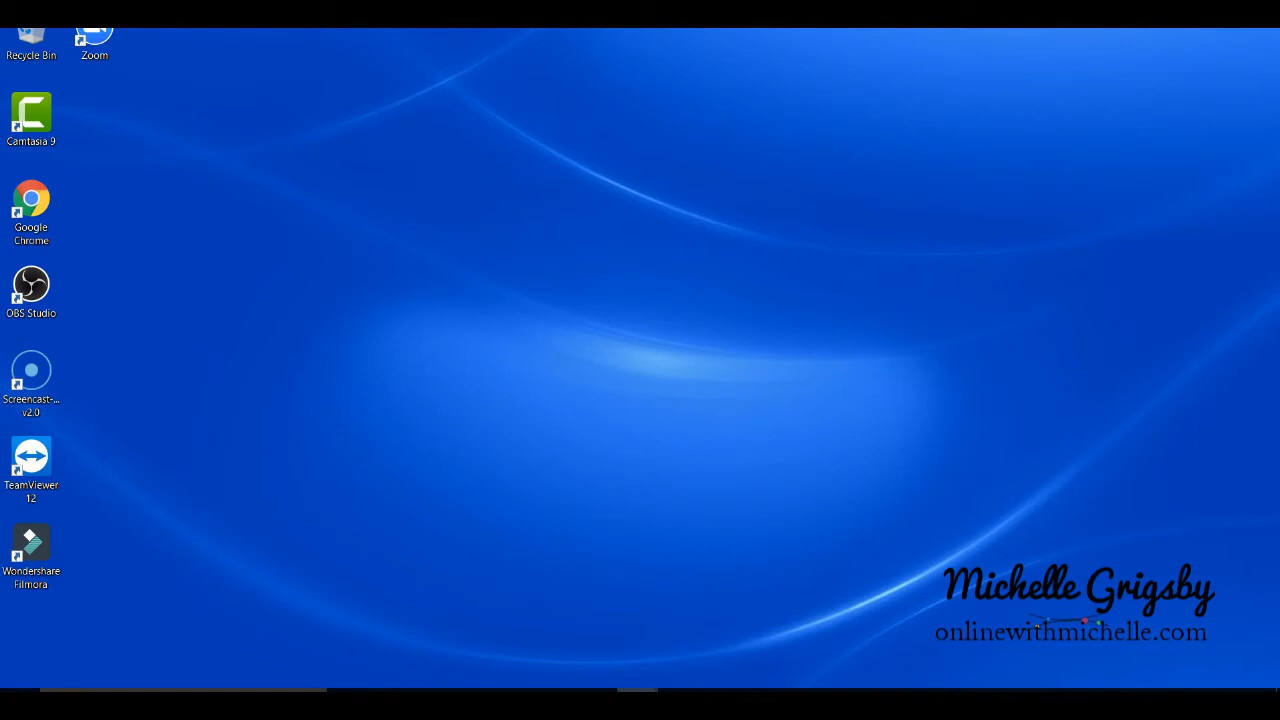 Recycle Bin
Zoom
Camtasia 9
Google
Chrome
OBS Studio
Screencast-...
v2.0
TeamViewer
12
Wondershare
Filmora
Michelle Grigsby
onlinewithmichelle.com